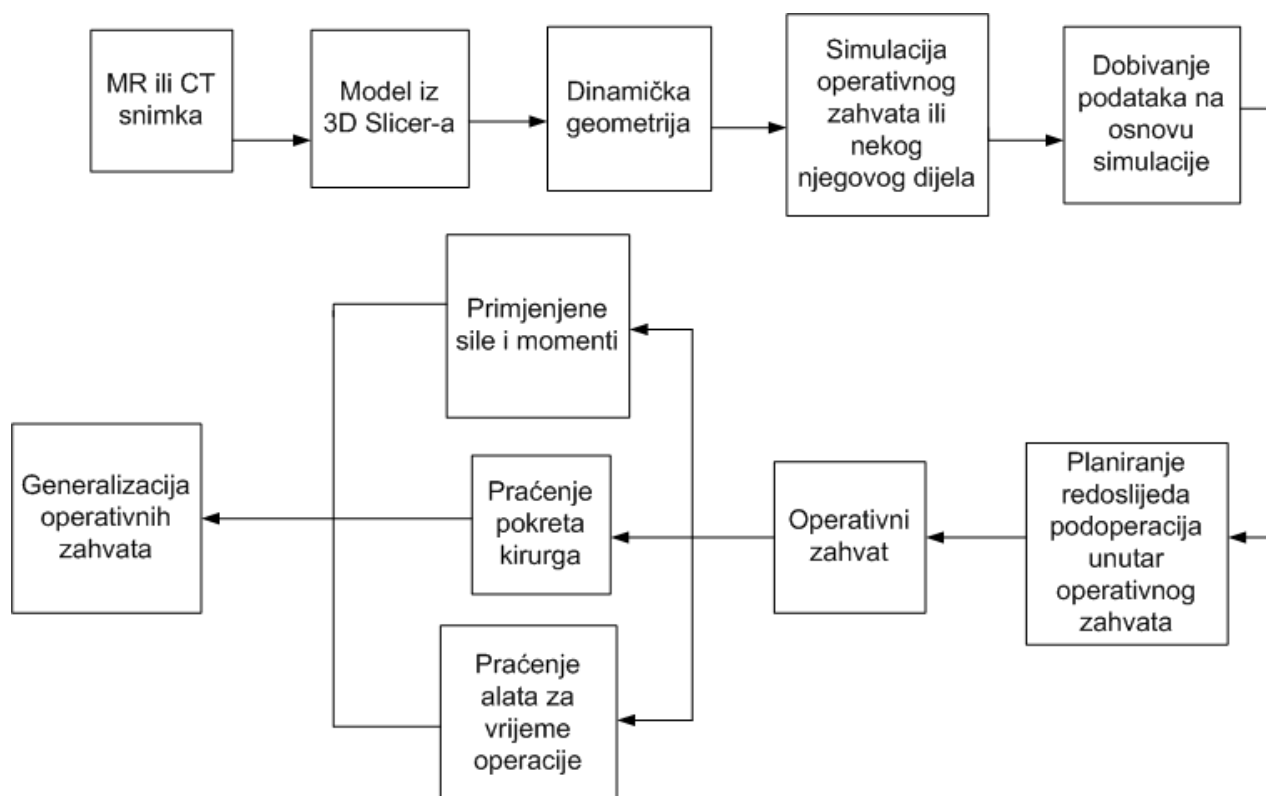 MR ili CT
snimka
Model iz
3D Slicer-a
Dinamička
geometrija
Simulacija
operativnog
zahvata ili
nekog
njegovog dijela
Dobivanje
podataka na
osnovu
simulacije
Planiranje
redoslijeda
podoperacija
unutar
operativnog
zahvata
Operativni
zahvat
Primjenjene
sile i momenti
Praćenje
pokreta
kirurga
Praćenje
alata za
vrijeme
operacije
Generalizacija
operativnih
zahvata